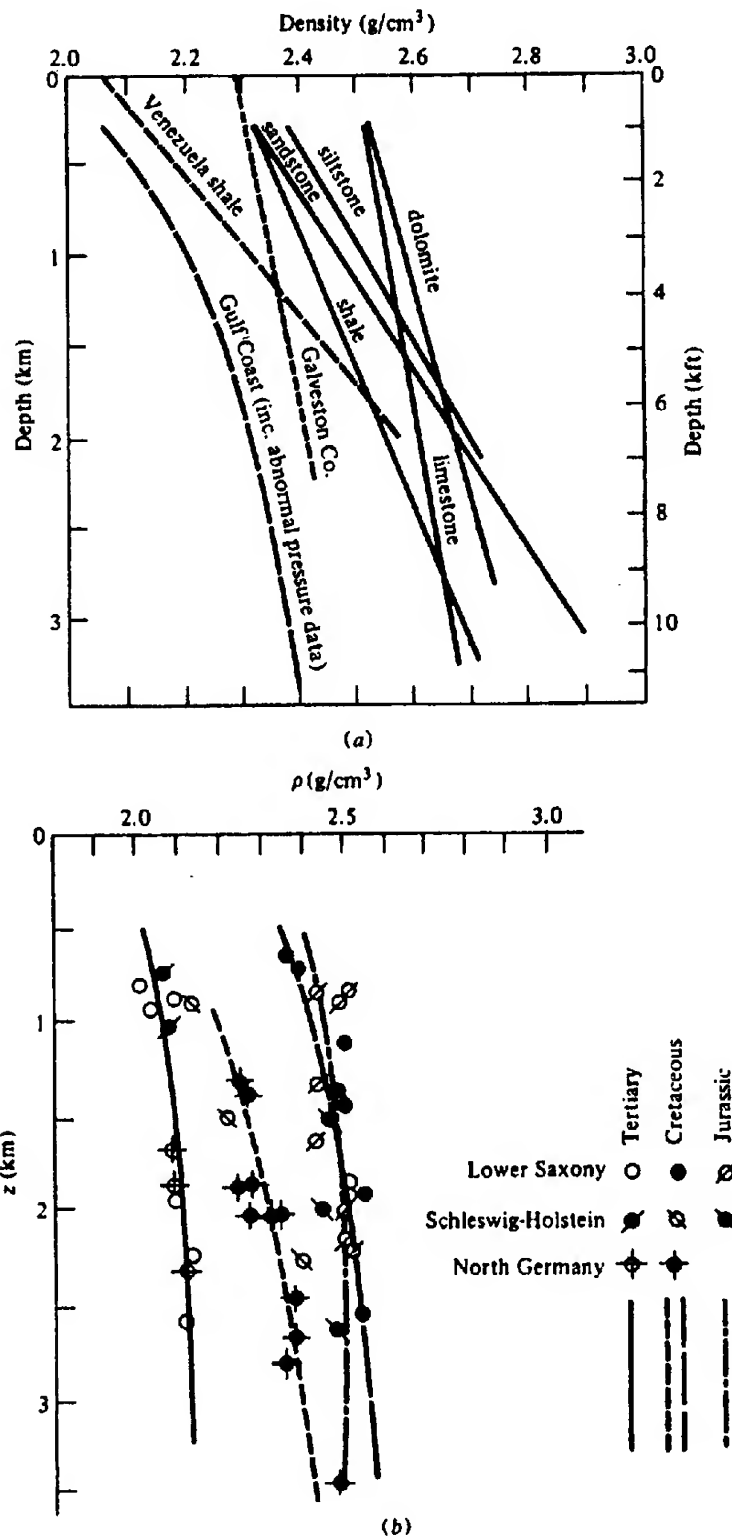 Density (g/cm³)
2.0 2.2 2.4 2.6 2.8 3.0
0 0
Venezuela shale
sandstone
siltstone
dolomite
2
1
4
Gulf Coast (inc. abnormal pressure data)
Galveston Co.
shale
Depth (km)
Depth (kft)
6
2
limestone
8
3 10
(a)
ρ (g/cm³)
2.0 2.5 3.0
0
1
z (km)
Tertiary
Cretaceous
Jurassic
Lower Saxony
2
Schleswig-Holstein
North Germany
3
(b)